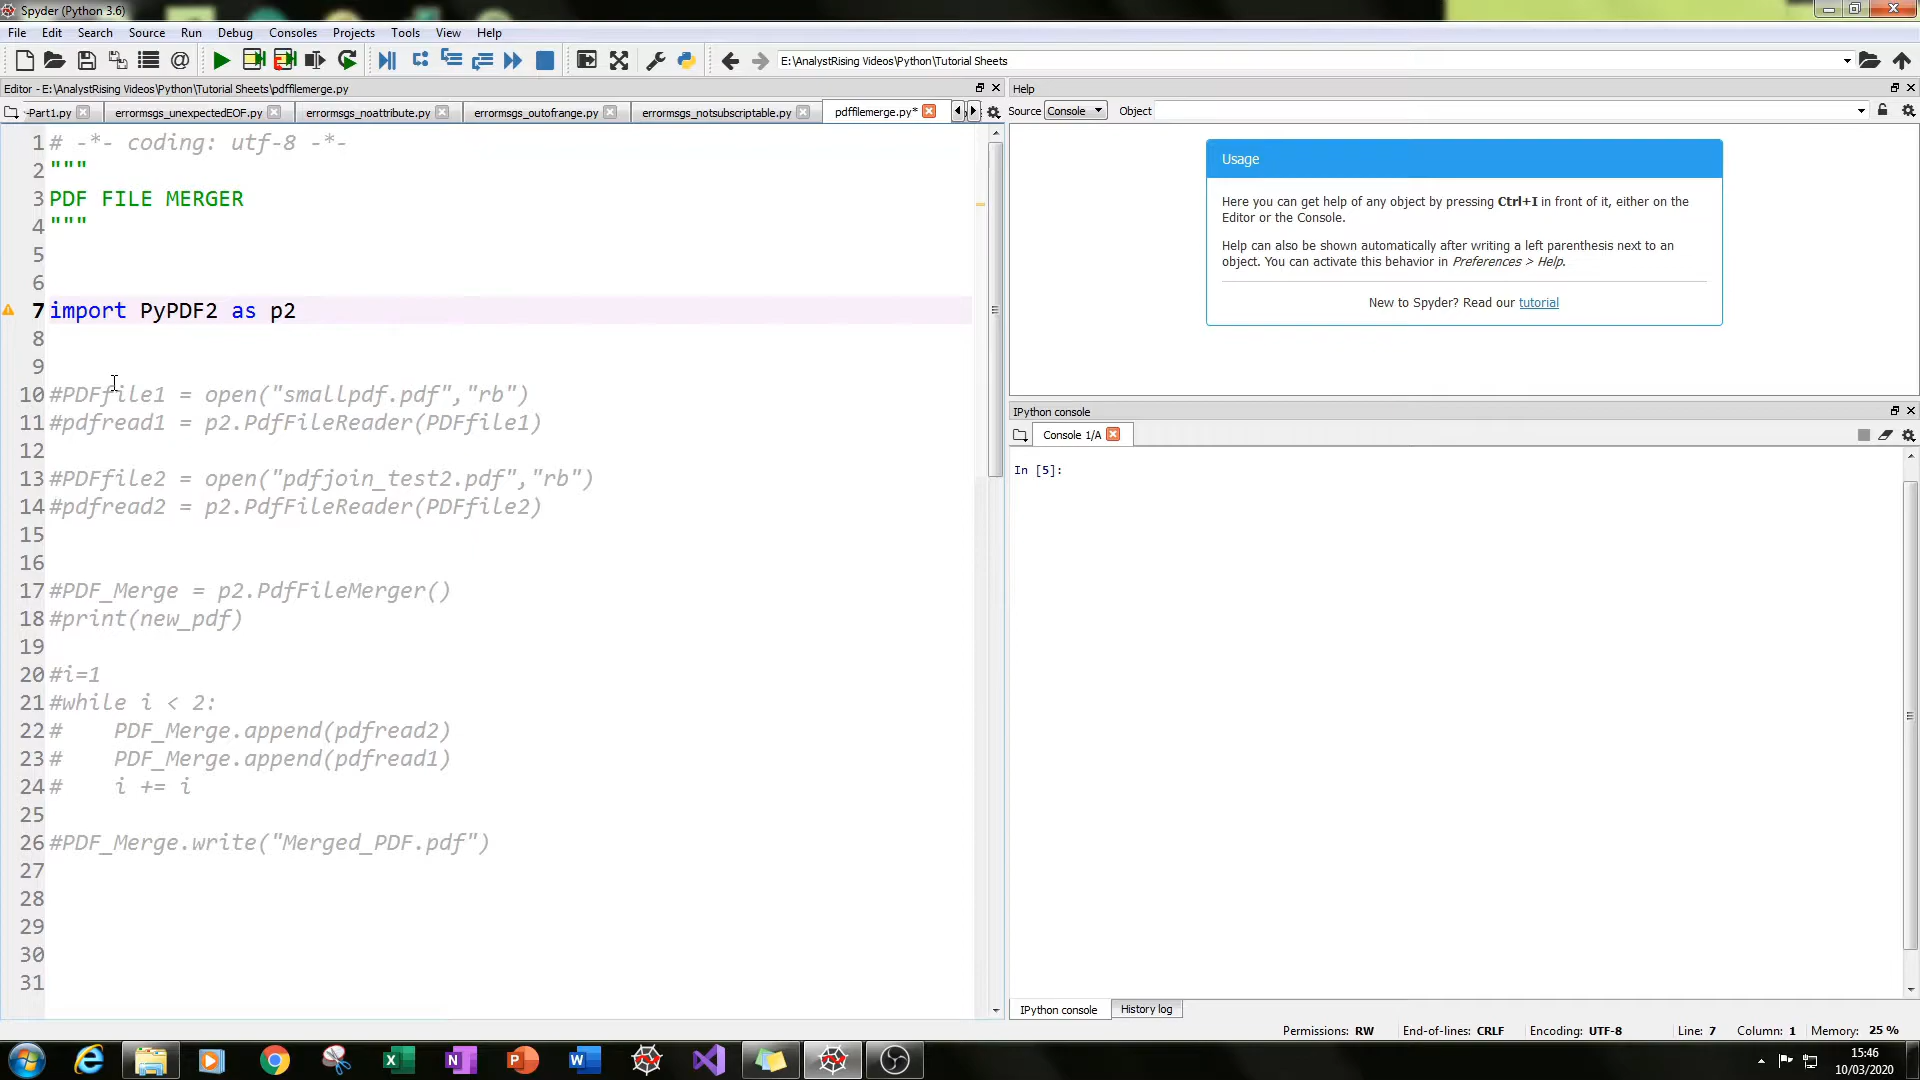 Spyder (Python 3.6)
File Edit Search Source Run Debug Consoles Projects Tools View Help
E:\AnalystRising Videos\Python\Tutorial Sheets
Editor - E:\AnalystRising Videos\Python\Tutorial Sheets\pdffilemerge.py
-Part1.py errormsgs_unexpectedEOF.py errormsgs_noattribute.py errormsgs_outofrange.py errormsgs_notsubscriptable.py pdffilemerge.py*
1 # -*- coding: utf-8 -*-
2 """
3 PDF FILE MERGER
4 """
5
6
7 import PyPDF2 as p2
8
9
10 #PDFfile1 = open("smallpdf.pdf","rb")
11 #pdfread1 = p2.PdfFileReader(PDFfile1)
12
13 #PDFfile2 = open("pdfjoin_test2.pdf","rb")
14 #pdfread2 = p2.PdfFileReader(PDFfile2)
15
16
17 #PDF_Merge = p2.PdfFileMerger()
18 #print(new_pdf)
19
20 #i=1
21 #while i < 2:
22 #    PDF_Merge.append(pdfread2)
23 #    PDF_Merge.append(pdfread1)
24 #    i += i
25
26 #PDF_Merge.write("Merged_PDF.pdf")
27
28
29
30
31
Help
Source Console Object
Usage
Here you can get help of any object by pressing Ctrl+I in front of it, either on the
Editor or the Console.
Help can also be shown automatically after writing a left parenthesis next to an
object. You can activate this behavior in Preferences > Help.
New to Spyder? Read our tutorial
IPython console
Console 1/A
In [5]:
IPython console History log
Permissions: RW End-of-lines: CRLF Encoding: UTF-8 Line: 7 Column: 1 Memory: 25 %
15:46
10/03/2020